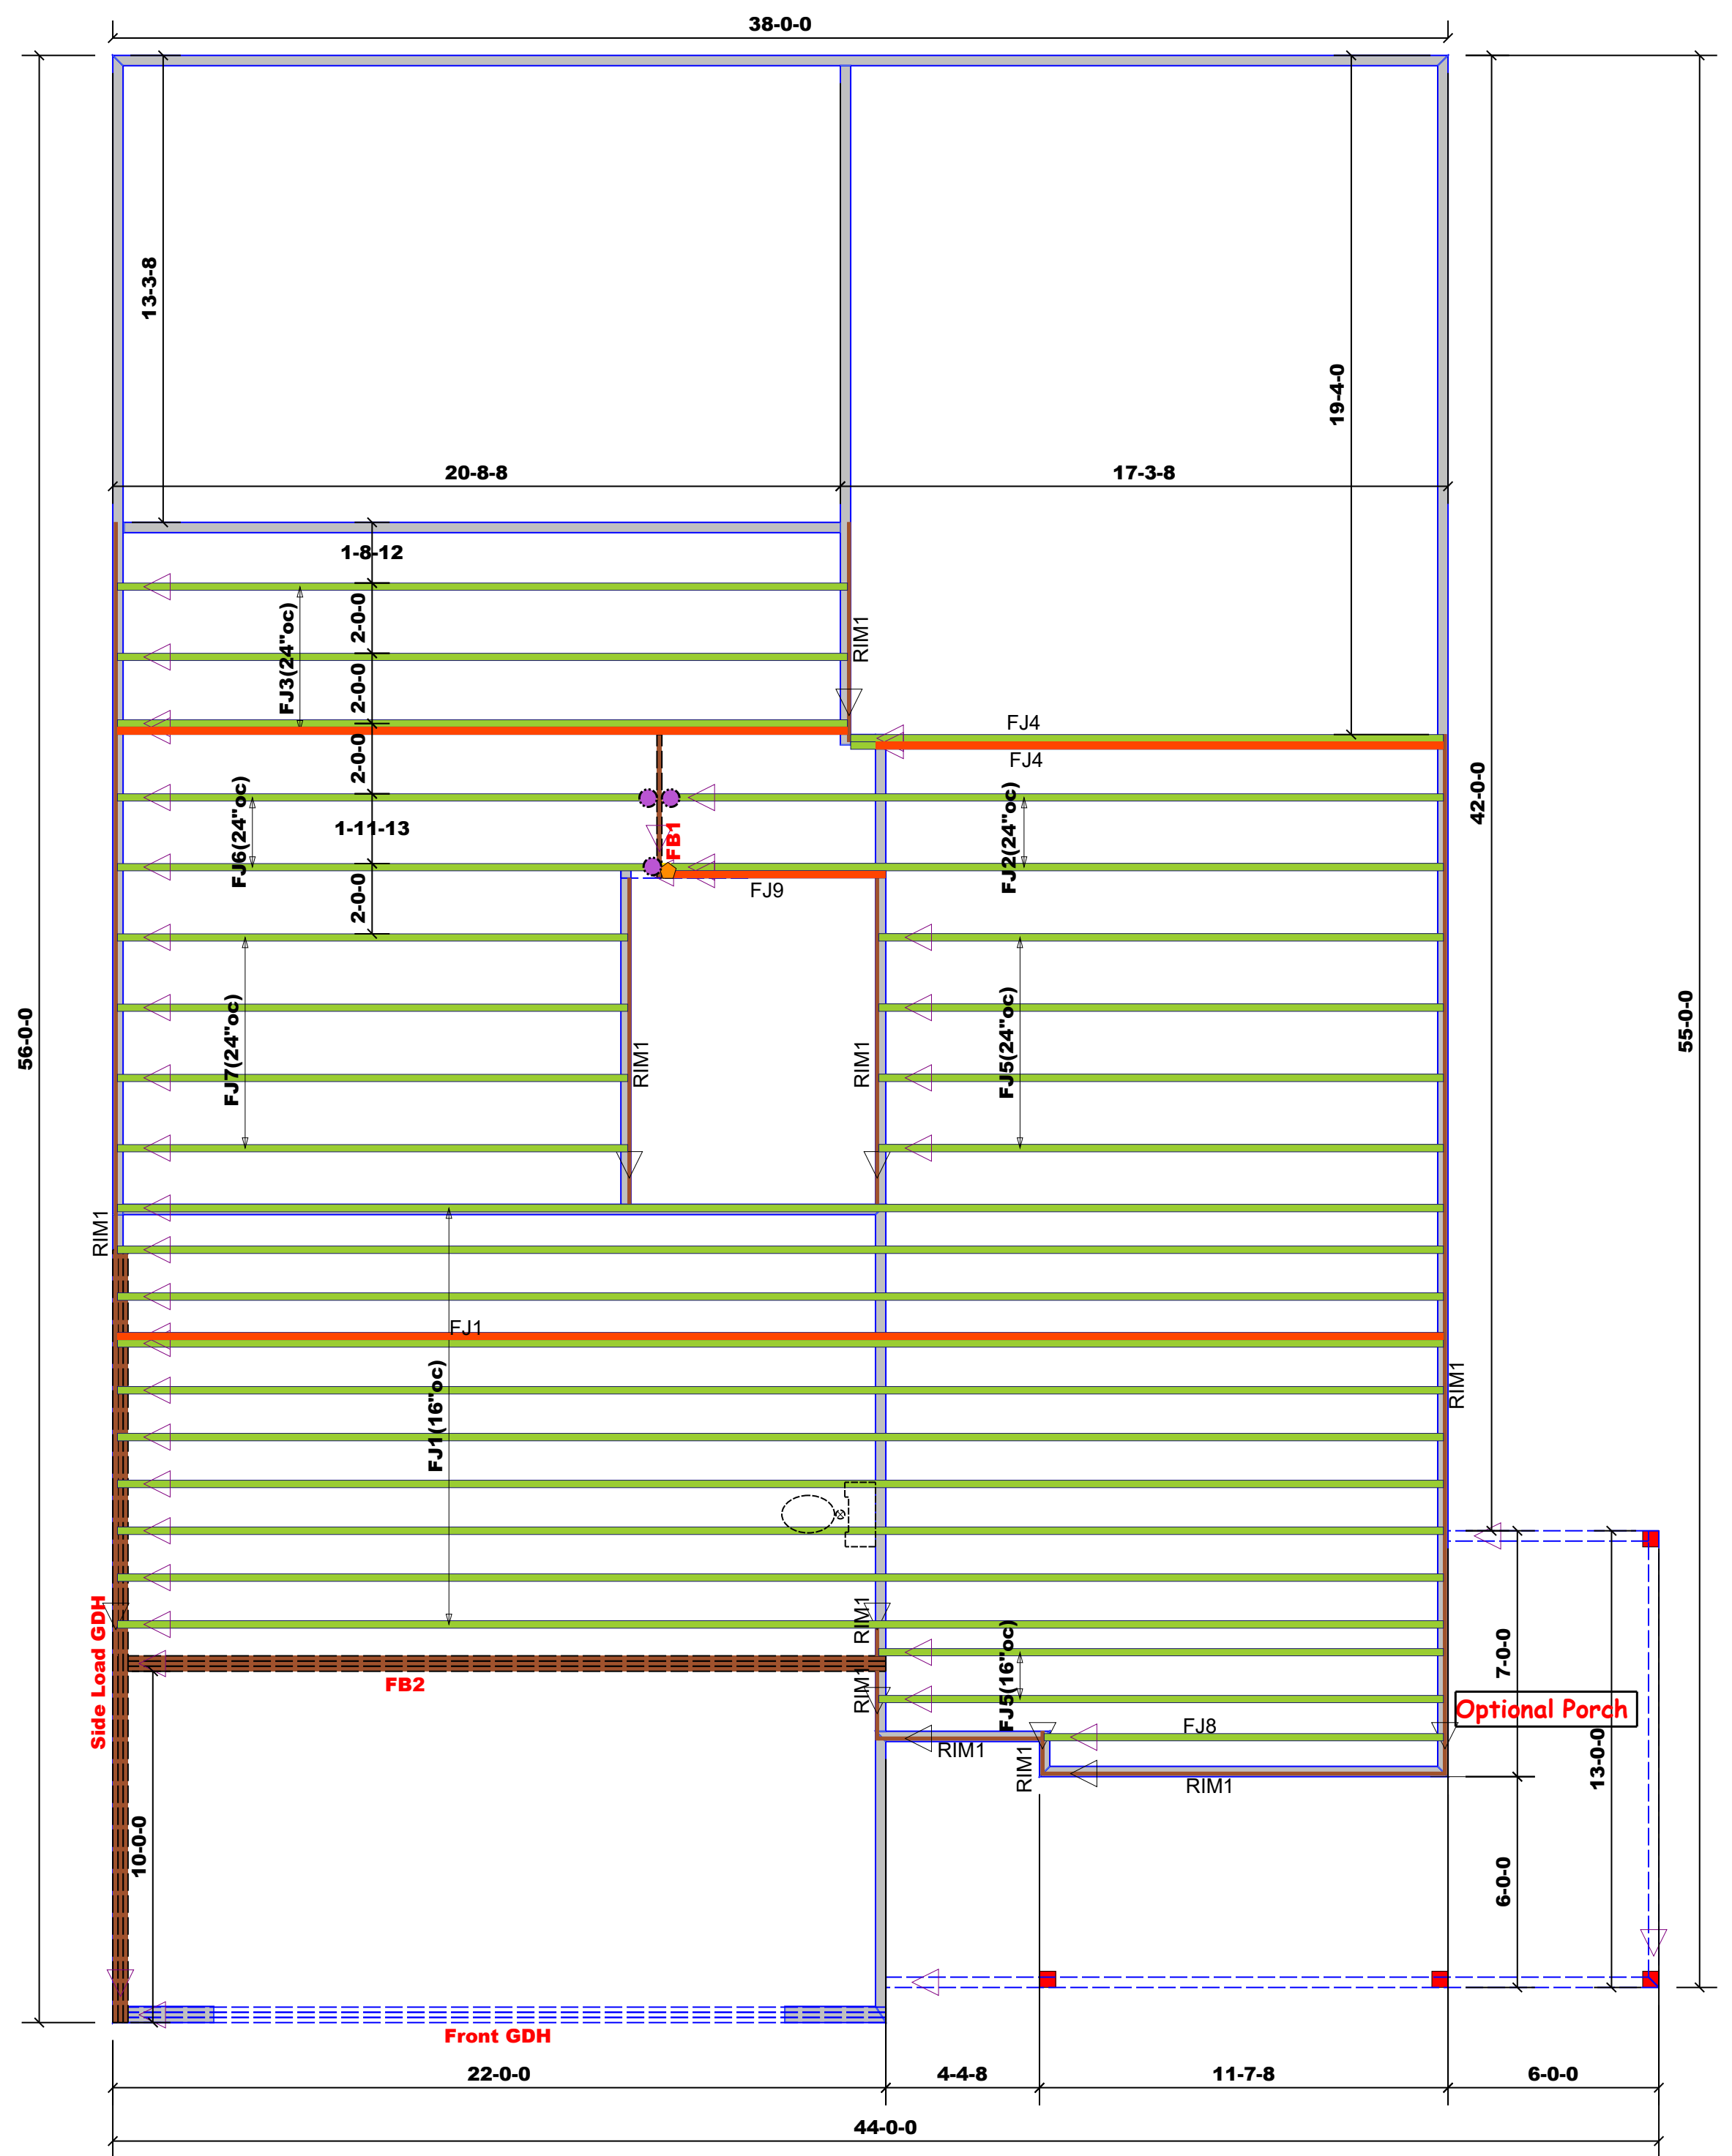 38-0-0
13-3-8
19-4-0
20-8-8
17-3-8
1-8-12
2-0-0
FJ3(24"oc)
RIM1
2-0-0
FJ4
FJ4
2-0-0
42-0-0
FJ6(24"oc)
1-11-13
FB1
FJ2(24"oc)
2-0-0
FJ9
56-0-0
55-0-0
FJ7(24"oc)
RIM1
RIM1
FJ5(24"oc)
RIM1
FJ1
FJ1(16"oc)
RIM1
Side Load GDH
RIM1
FB2
RIM1
FJ5(16"oc)
7-0-0
Optional Porch
FJ8
RIM1
RIM1
RIM1
13-0-0
10-0-0
6-0-0
Front GDH
22-0-0
4-4-8
11-7-8
6-0-0
44-0-0